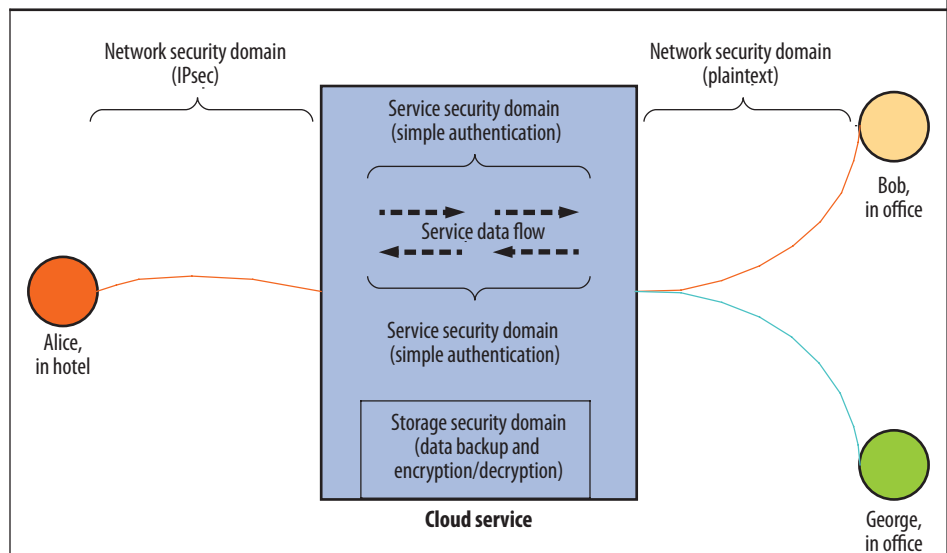 Network security domain
(IPsec)
Network security domain
(plaintext)
Service security domain
(simple authentication)
Service data flow
Service security domain
(simple authentication)
Storage security domain
(data backup and
encryption/decryption)
Cloud service
Alice,
in hotel
Bob,
in office
George,
in office